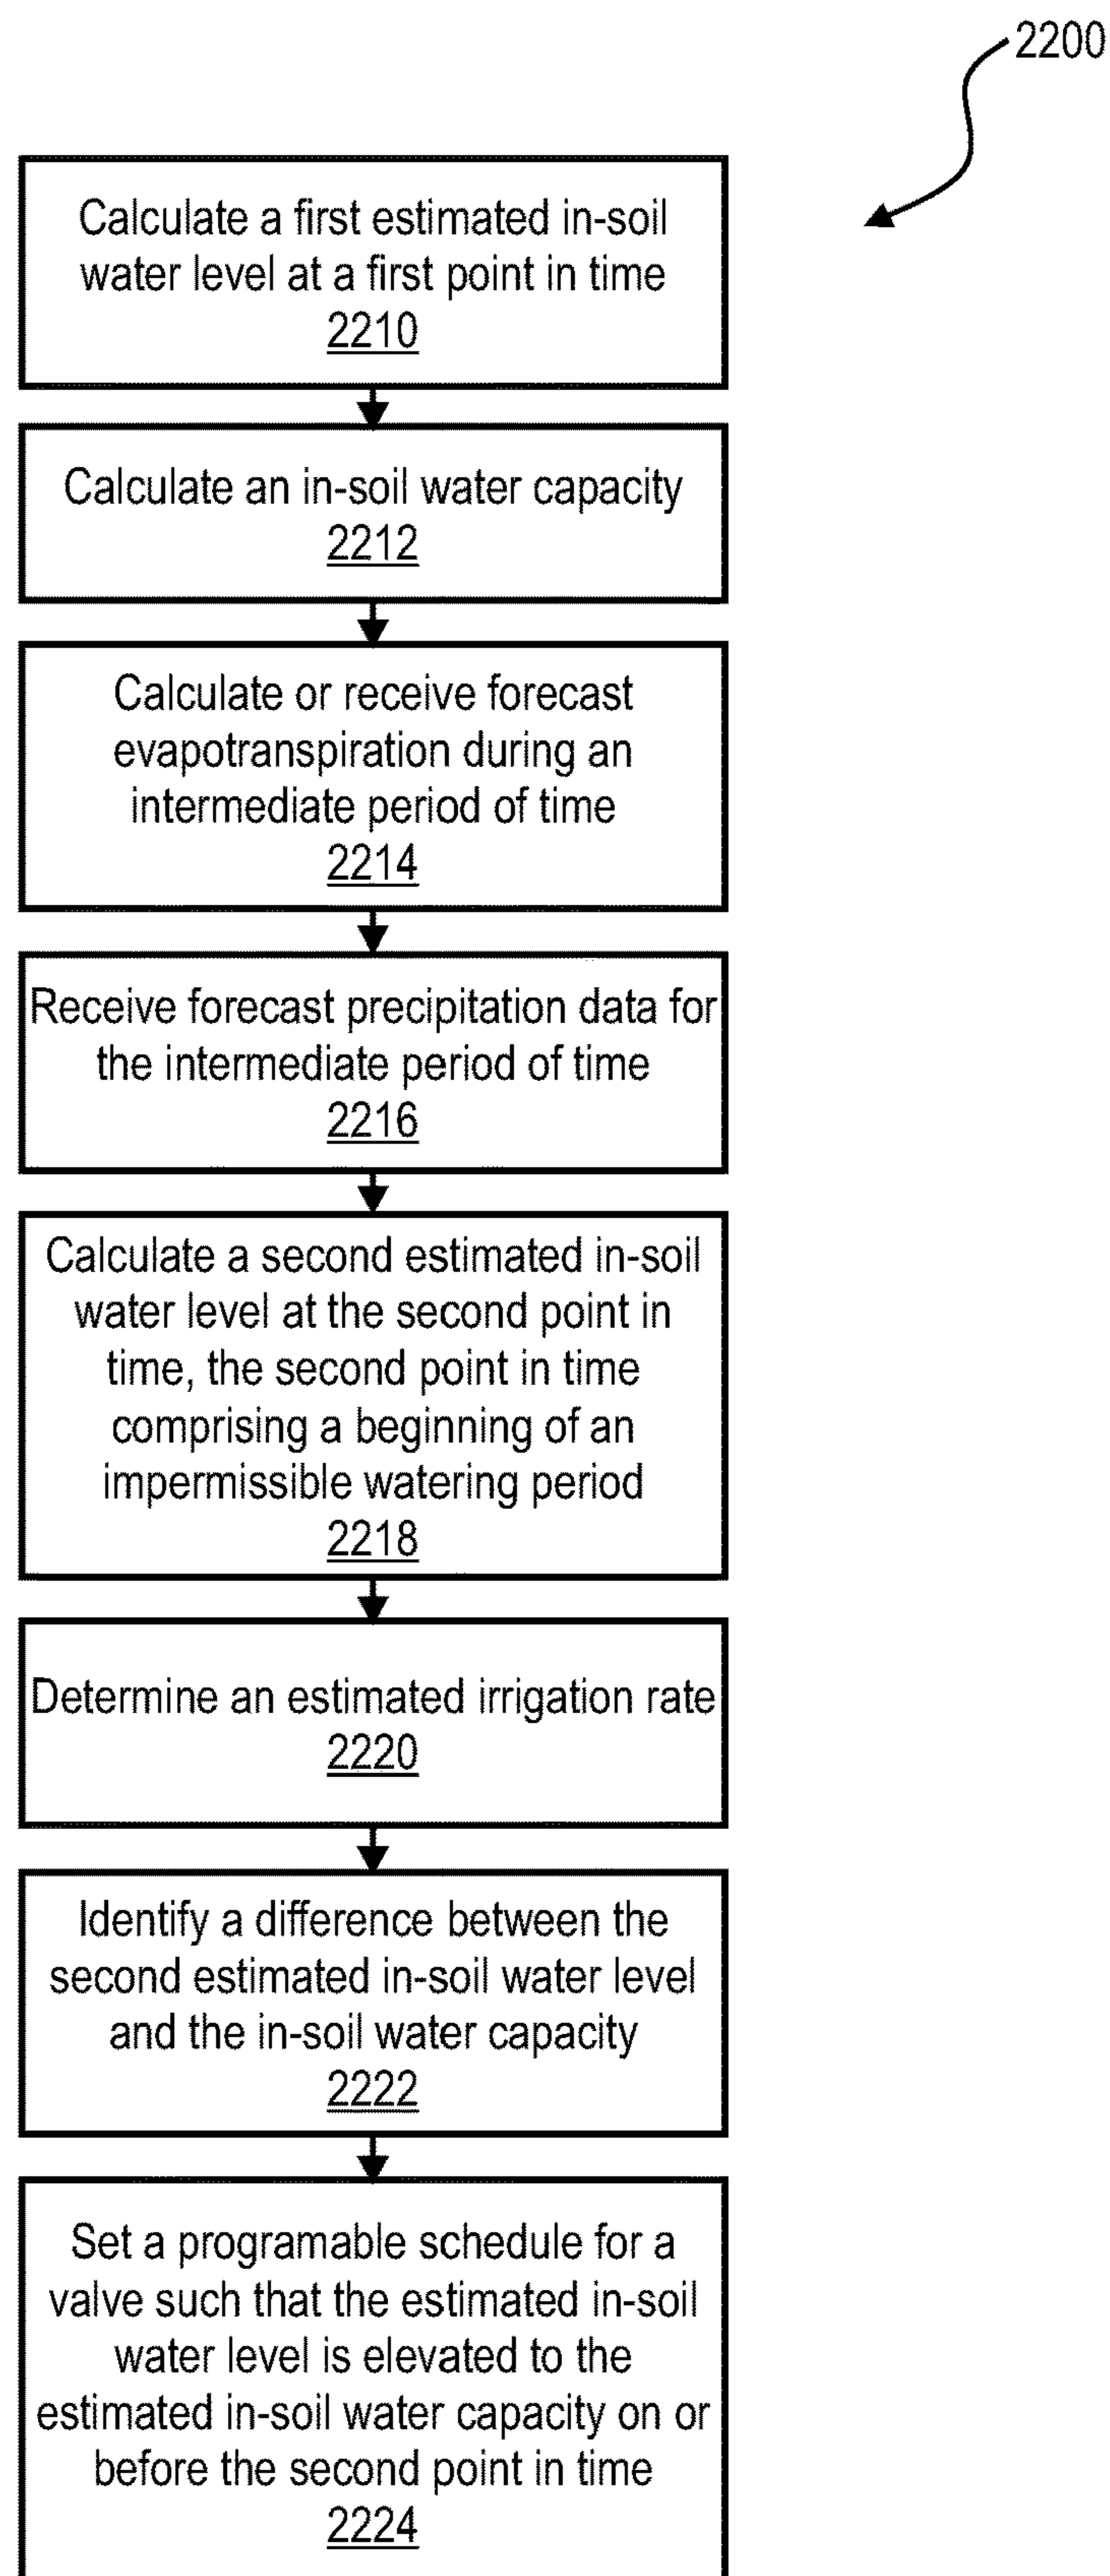 2200
Calculate a first estimated in-soil
water level at a first point in time
2210
Calculate an in-soil water capacity
2212
Calculate or receive forecast
evapotranspiration during an
intermediate period of time
2214
Receive forecast precipitation data for
the intermediate period of time
2216
Calculate a second estimated in-soil
water level at the second point in
time, the second point in time
comprising a beginning of an
impermissible watering period
2218
Determine an estimated irrigation rate
2220
Identify a difference between the
second estimated in-soil water level
and the in-soil water capacity
2222
Set a programable schedule for a
valve such that the estimated in-soil
water level is elevated to the
estimated in-soil water capacity on or
before the second point in time
2224